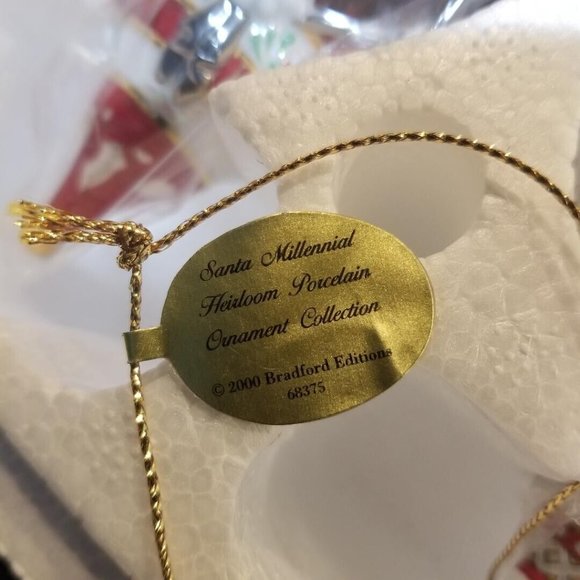 Santa Millennial
Heirloom Porcelain
Ornament Collection
© 2000 Bradford Editions
68375